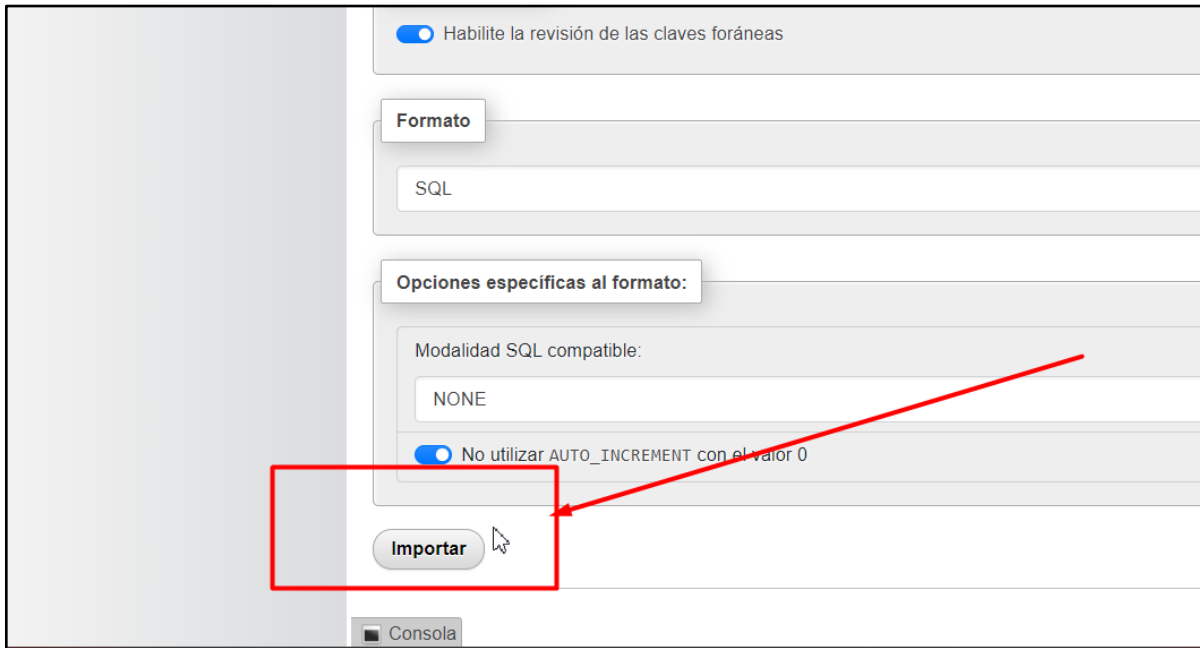 Habilite la revisión de las claves foráneas
Formato
SQL
Opciones específicas al formato:
Modalidad SQL compatible:
NONE
No utilizar AUTO_INCREMENT con el valor 0
Importar
Consola